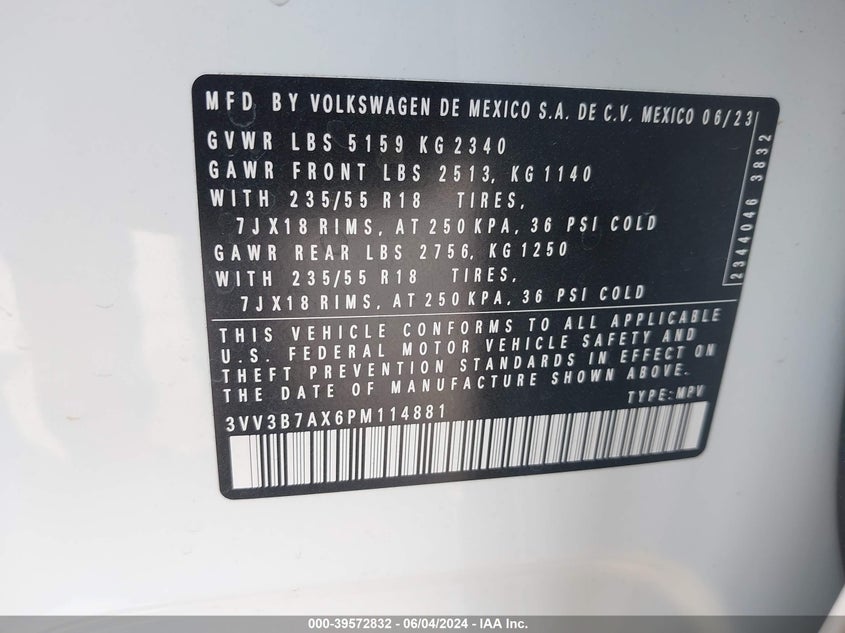 MFD. BY VOLKSWAGEN DE MEXICO S.A. DE C.V. MEXICO 06/23
GVWR LBS 5159 KG 2340
GAWR FRONT LBS 2513, KG 1140
WITH 235/55 R18 TIRES,
7JX18 RIMS, AT 250 KPA, 36 PSI COLD
GAWR REAR LBS 2756, KG 1250
WITH 235/55 R18 TIRES,
7JX18 RIMS, AT 250 KPA, 36 PSI COLD
2344046 3832
THIS VEHICLE CONFORMS TO ALL APPLICABLE
U.S. FEDERAL MOTOR VEHICLE SAFETY AND
THEFT PREVENTION STANDARDS IN EFFECT ON
THE DATE OF MANUFACTURE SHOWN ABOVE.
TYPE: MPV
3VV3B7AX6PM114881
000-39572832 - 06/04/2024 - IAA Inc.